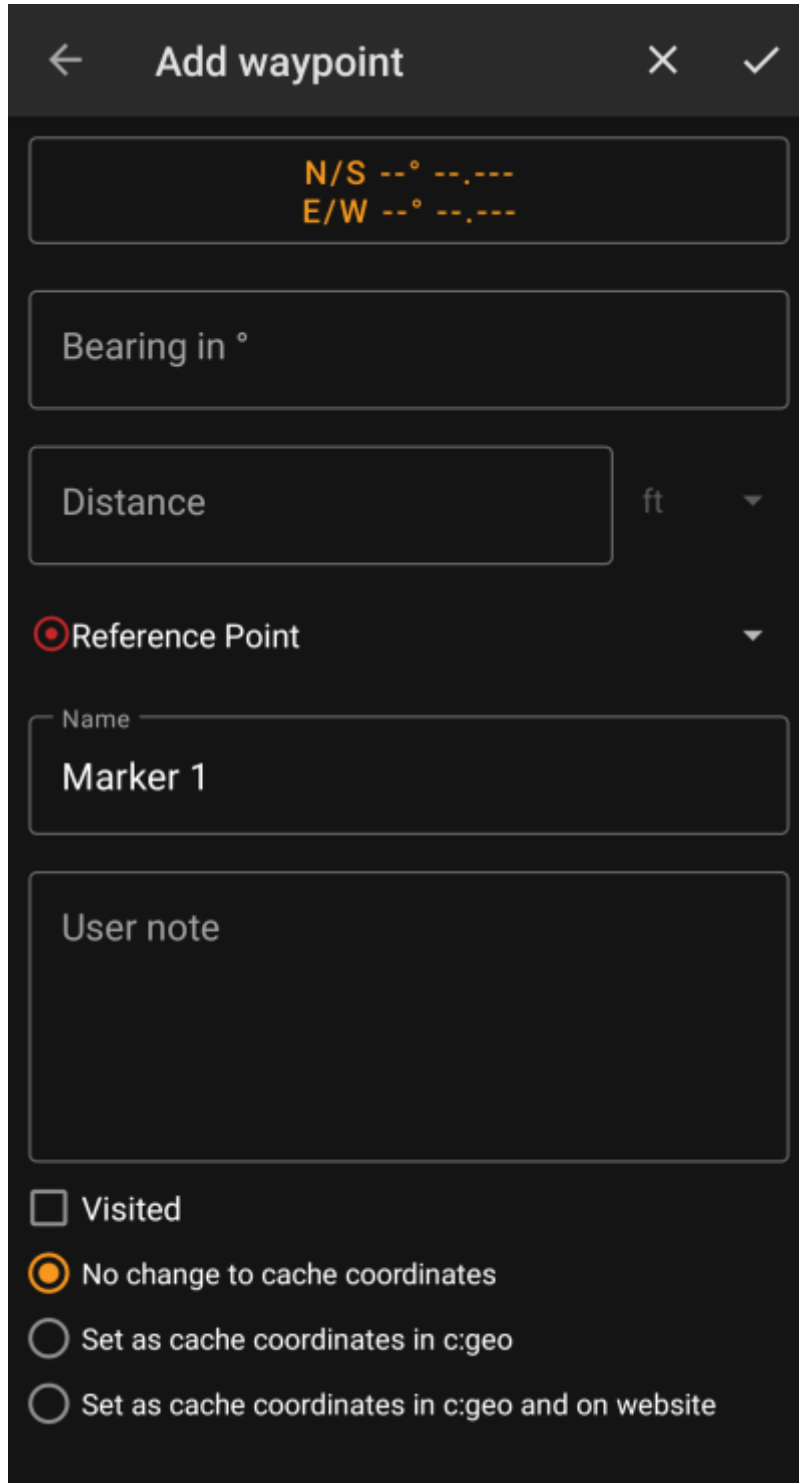 Add waypoint
N/S --° --.---
E/W --° --.---
Bearing in °
Distance
ft
Reference Point
Name
Marker 1
User note
Visited
No change to cache coordinates
Set as cache coordinates in c:geo
Set as cache coordinates in c:geo and on website